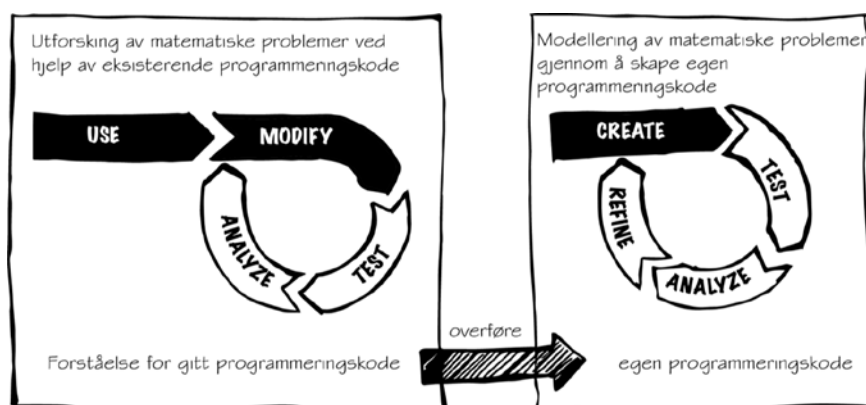 Utforsking av matematiske problemer ved
hjelp av eksisterende programmeringskode
USE
MODIFY
TEST
ANALYZE
Forståelse for gitt programmeringskode
overføre
Modellering av matematiske problemer
gjennom å skape egen
programmeringskode
CREATE
TEST
ANALYZE
REFINE
egen programmeringskode